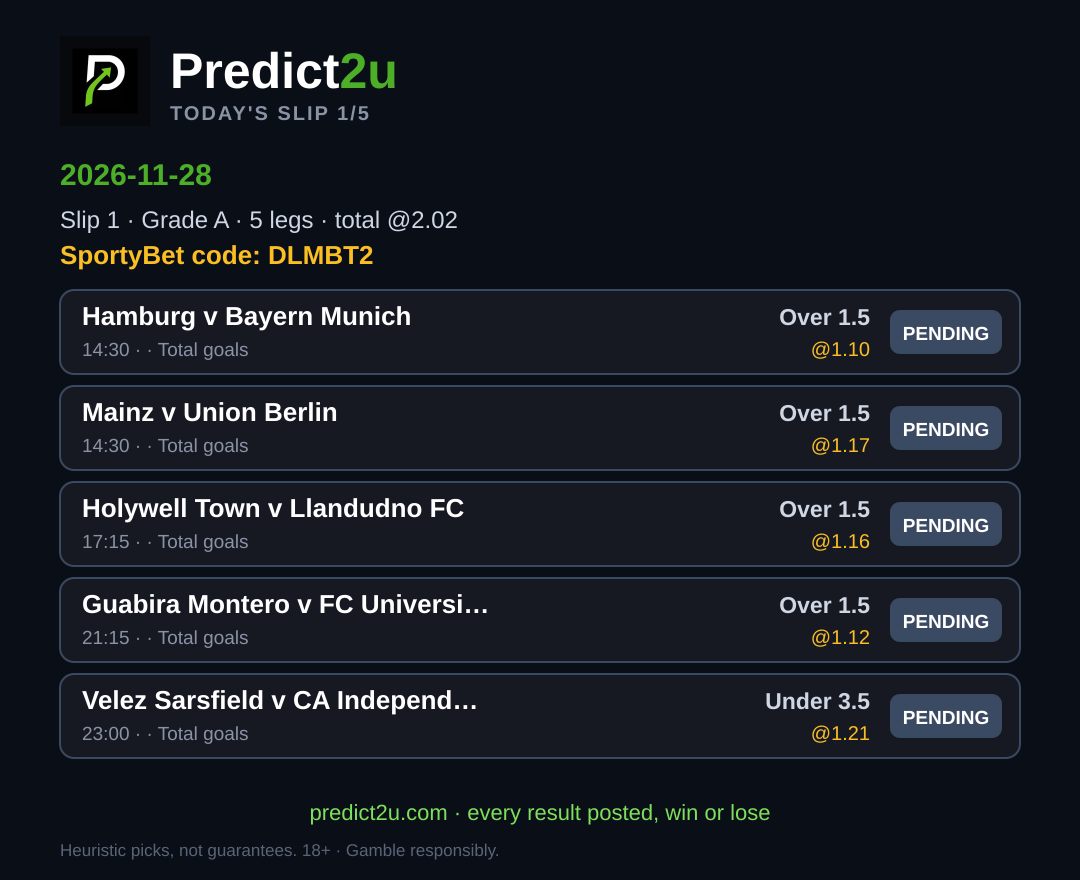 Predict2u
TODAY'S SLIP 1/5
2026-11-28
Slip 1 · Grade A · 5 legs · total @2.02
SportyBet code: DLMBT2
Hamburg v Bayern Munich
Over 1.5
14:30 · · Total goals
@1.10
PENDING
Mainz v Union Berlin
Over 1.5
14:30 · · Total goals
@1.17
PENDING
Holywell Town v Llandudno FC
Over 1.5
17:15 · · Total goals
@1.16
PENDING
Guabira Montero v FC Universi...
Over 1.5
21:15 · · Total goals
@1.12
PENDING
Velez Sarsfield v CA Independ...
Under 3.5
23:00 · · Total goals
@1.21
PENDING
predict2u.com · every result posted, win or lose
Heuristic picks, not guarantees. 18+ · Gamble responsibly.